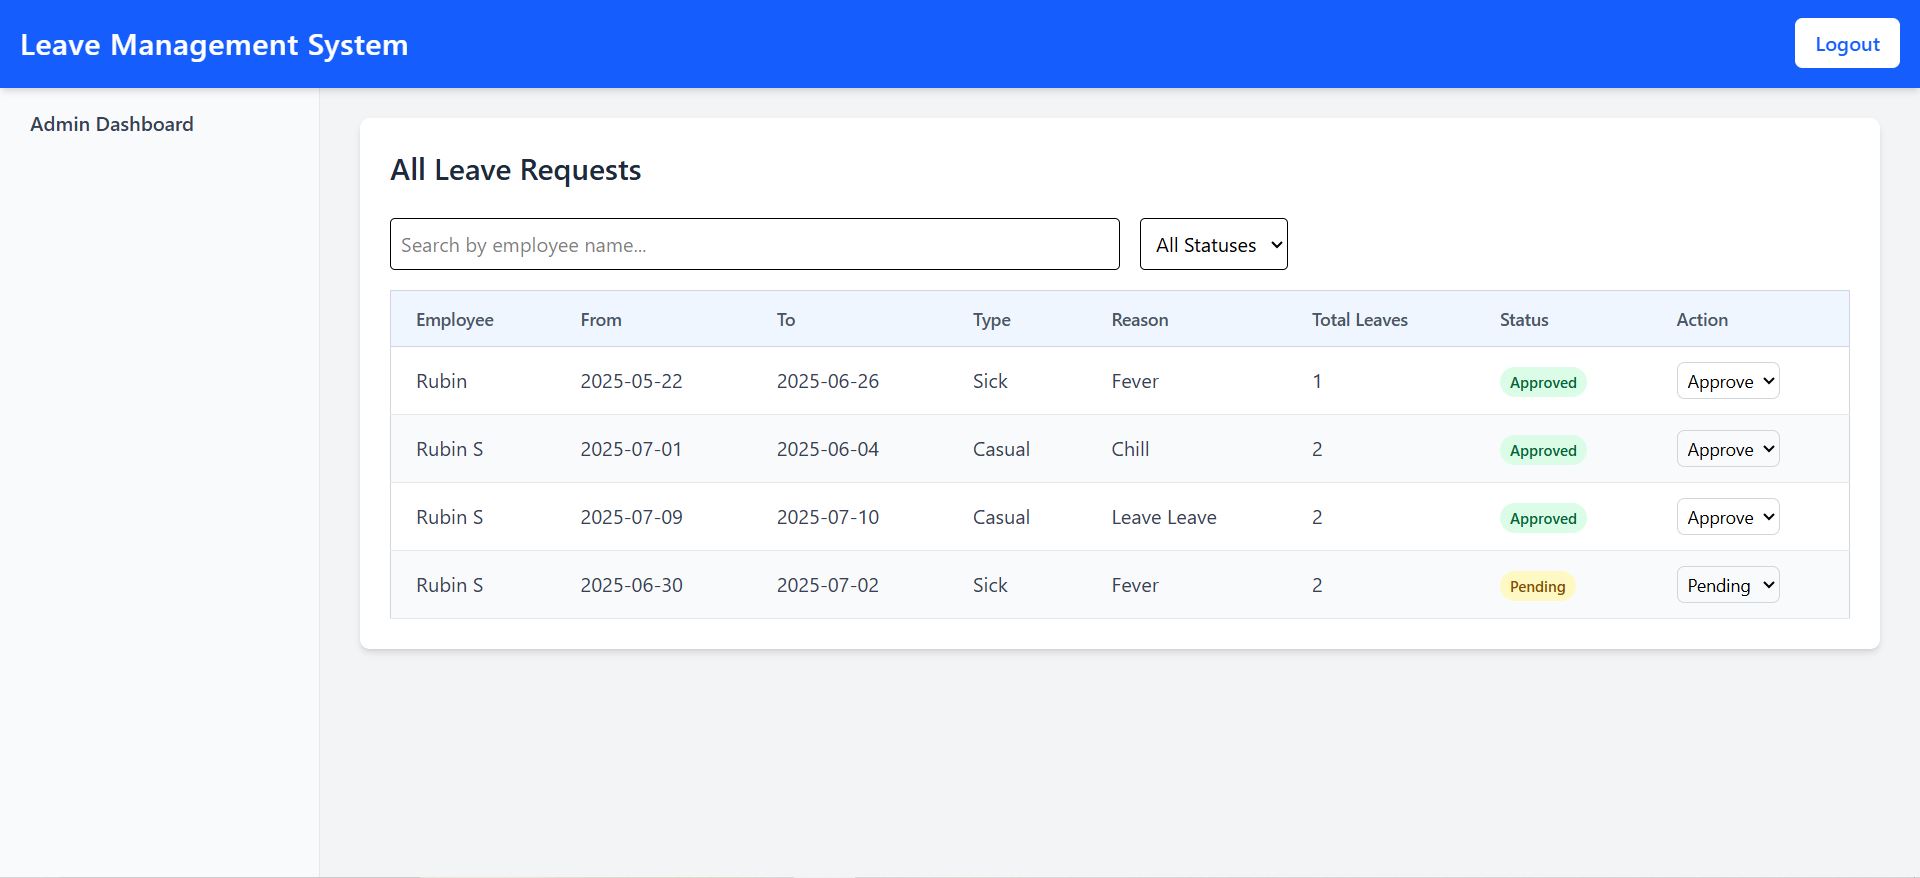 Leave Management System
Logout
Admin Dashboard
All Leave Requests
Search by employee name...
All Statuses
Employee From To Type Reason Total Leaves Status Action
Rubin 2025-05-22 2025-06-26 Sick Fever 1 Approved Approve
Rubin S 2025-07-01 2025-06-04 Casual Chill 2 Approved Approve
Rubin S 2025-07-09 2025-07-10 Casual Leave Leave 2 Approved Approve
Rubin S 2025-06-30 2025-07-02 Sick Fever 2 Pending Pending